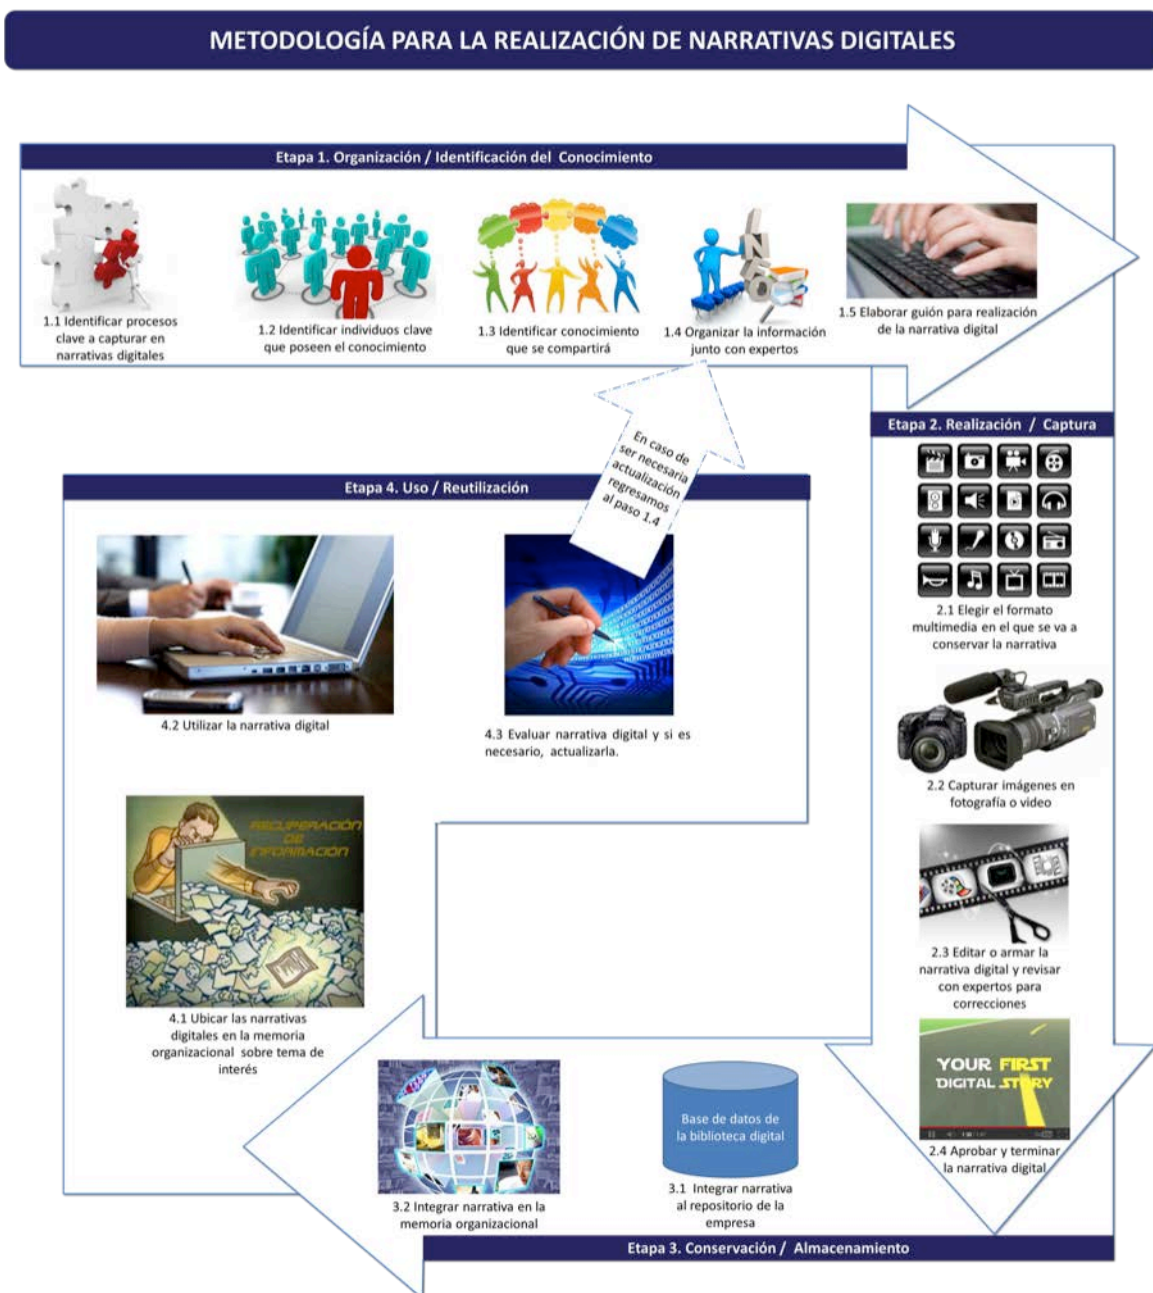 METODOLOGÍA PARA LA REALIZACIÓN DE NARRATIVAS DIGITALES
Etapa 1. Organización / Identificación del Conocimiento
1.1 Identificar procesos
clave a capturar en
narrativas digitales
1.2 Identificar individuos clave
que poseen el conocimiento
1.3 Identificar conocimiento
que se compartirá
INFO
1.4 Organizar la información
junto con expertos
1.5 Elaborar guión para realización
de la narrativa digital
Etapa 2. Realización / Captura
2.1 Elegir el formato
multimedia en el que se va a
conservar la narrativa
2.2 Capturar imágenes en
fotografía o video
2.3 Editar o armar la
narrativa digital y revisar
con expertos para
correcciones
YOUR FIRST
DIGITAL STORY
2.4 Aprobar y terminar
la narrativa digital
Base de datos de
la biblioteca digital
3.1 Integrar narrativa
al repositorio de la
empresa
3.2 Integrar narrativa en la
memoria organizacional
Etapa 3. Conservación / Almacenamiento
Etapa 4. Uso / Reutilización
RECUPERACIÓN
DE
INFORMACIÓN
4.1 Ubicar las narrativas
digitales en la memoria
organizacional sobre tema de
interés
4.2 Utilizar la narrativa digital
4.3 Evaluar narrativa digital y si es
necesario, actualizarla.
En caso de
ser necesaria
actualización
regresamos
al paso 1.4